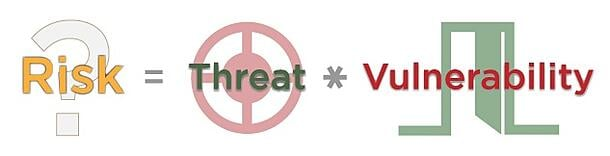 Risk = Threat * Vulnerability